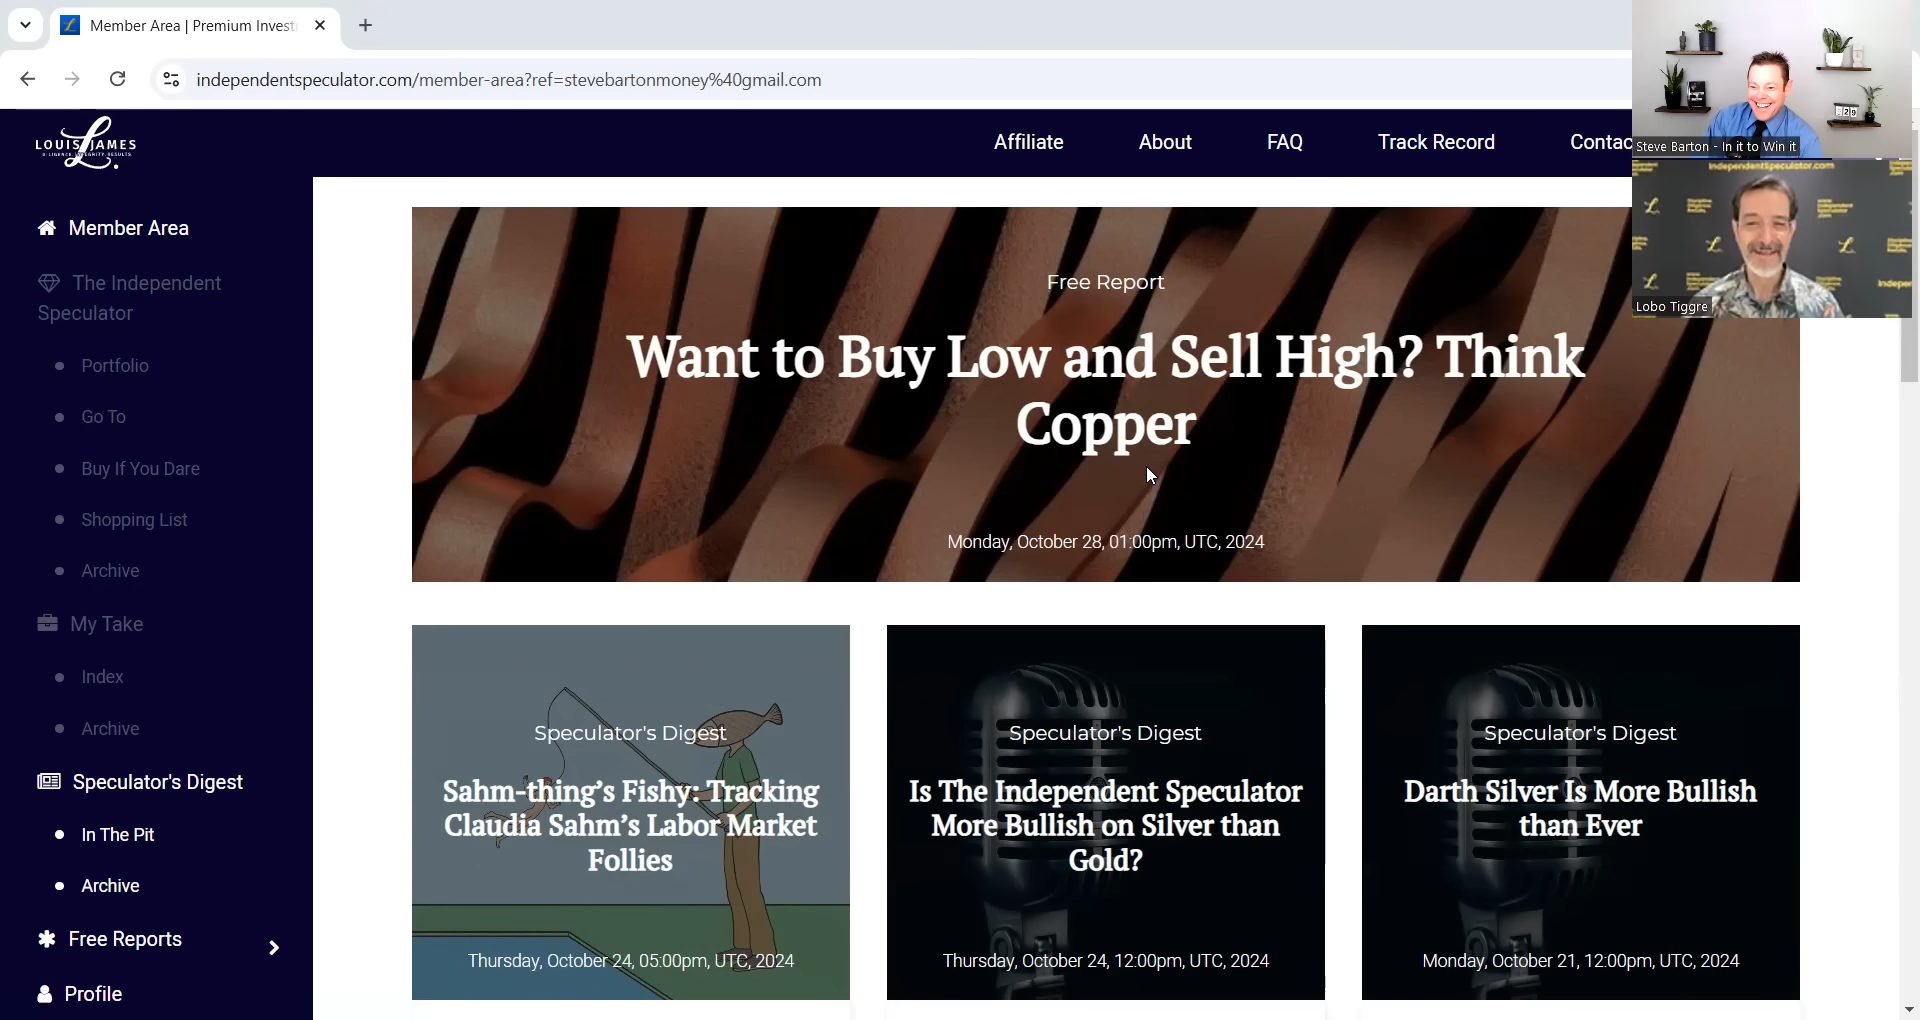 Member Area | Premium Invest
independentspeculator.com/member-area?ref=stevebartonmoney%40gmail.com
LOUIS JAMES
L.
Affiliate
About
FAQ
Track Record
Contac
Steve Barton - In it to Win it
IndependentSpeculator.com
Lobo Tiggre
Member Area
The Independent
Speculator
Portfolio
Go To
Buy If You Dare
Shopping List
Archive
My Take
Index
Archive
Speculator's Digest
In The Pit
Archive
Free Reports
Profile
Free Report
Want to Buy Low and Sell High? Think
Copper
Monday, October 28, 01:00pm, UTC, 2024
Speculator's Digest
Sahm-thing’s Fishy: Tracking
Claudia Sahm’s Labor Market
Follies
Thursday, October 24, 05:00pm, UTC, 2024
Speculator's Digest
Is The Independent Speculator
More Bullish on Silver than
Gold?
Thursday, October 24, 12:00pm, UTC, 2024
Speculator's Digest
Darth Silver Is More Bullish
than Ever
Monday, October 21, 12:00pm, UTC, 2024